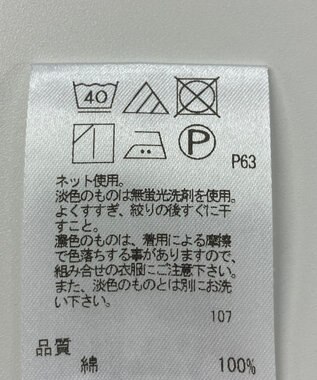 40
P
P63
ネット使用。
淡色のものは無蛍光洗剤を使用。
よくすすぎ、絞りの後すぐに干
すこと。
濃色のものは、着用による摩擦
で色落ちする事がありますので、
組み合せの衣服にご注意下さい。
また、淡色のものとは別にお洗
い下さい。
107
品質
綿 100%